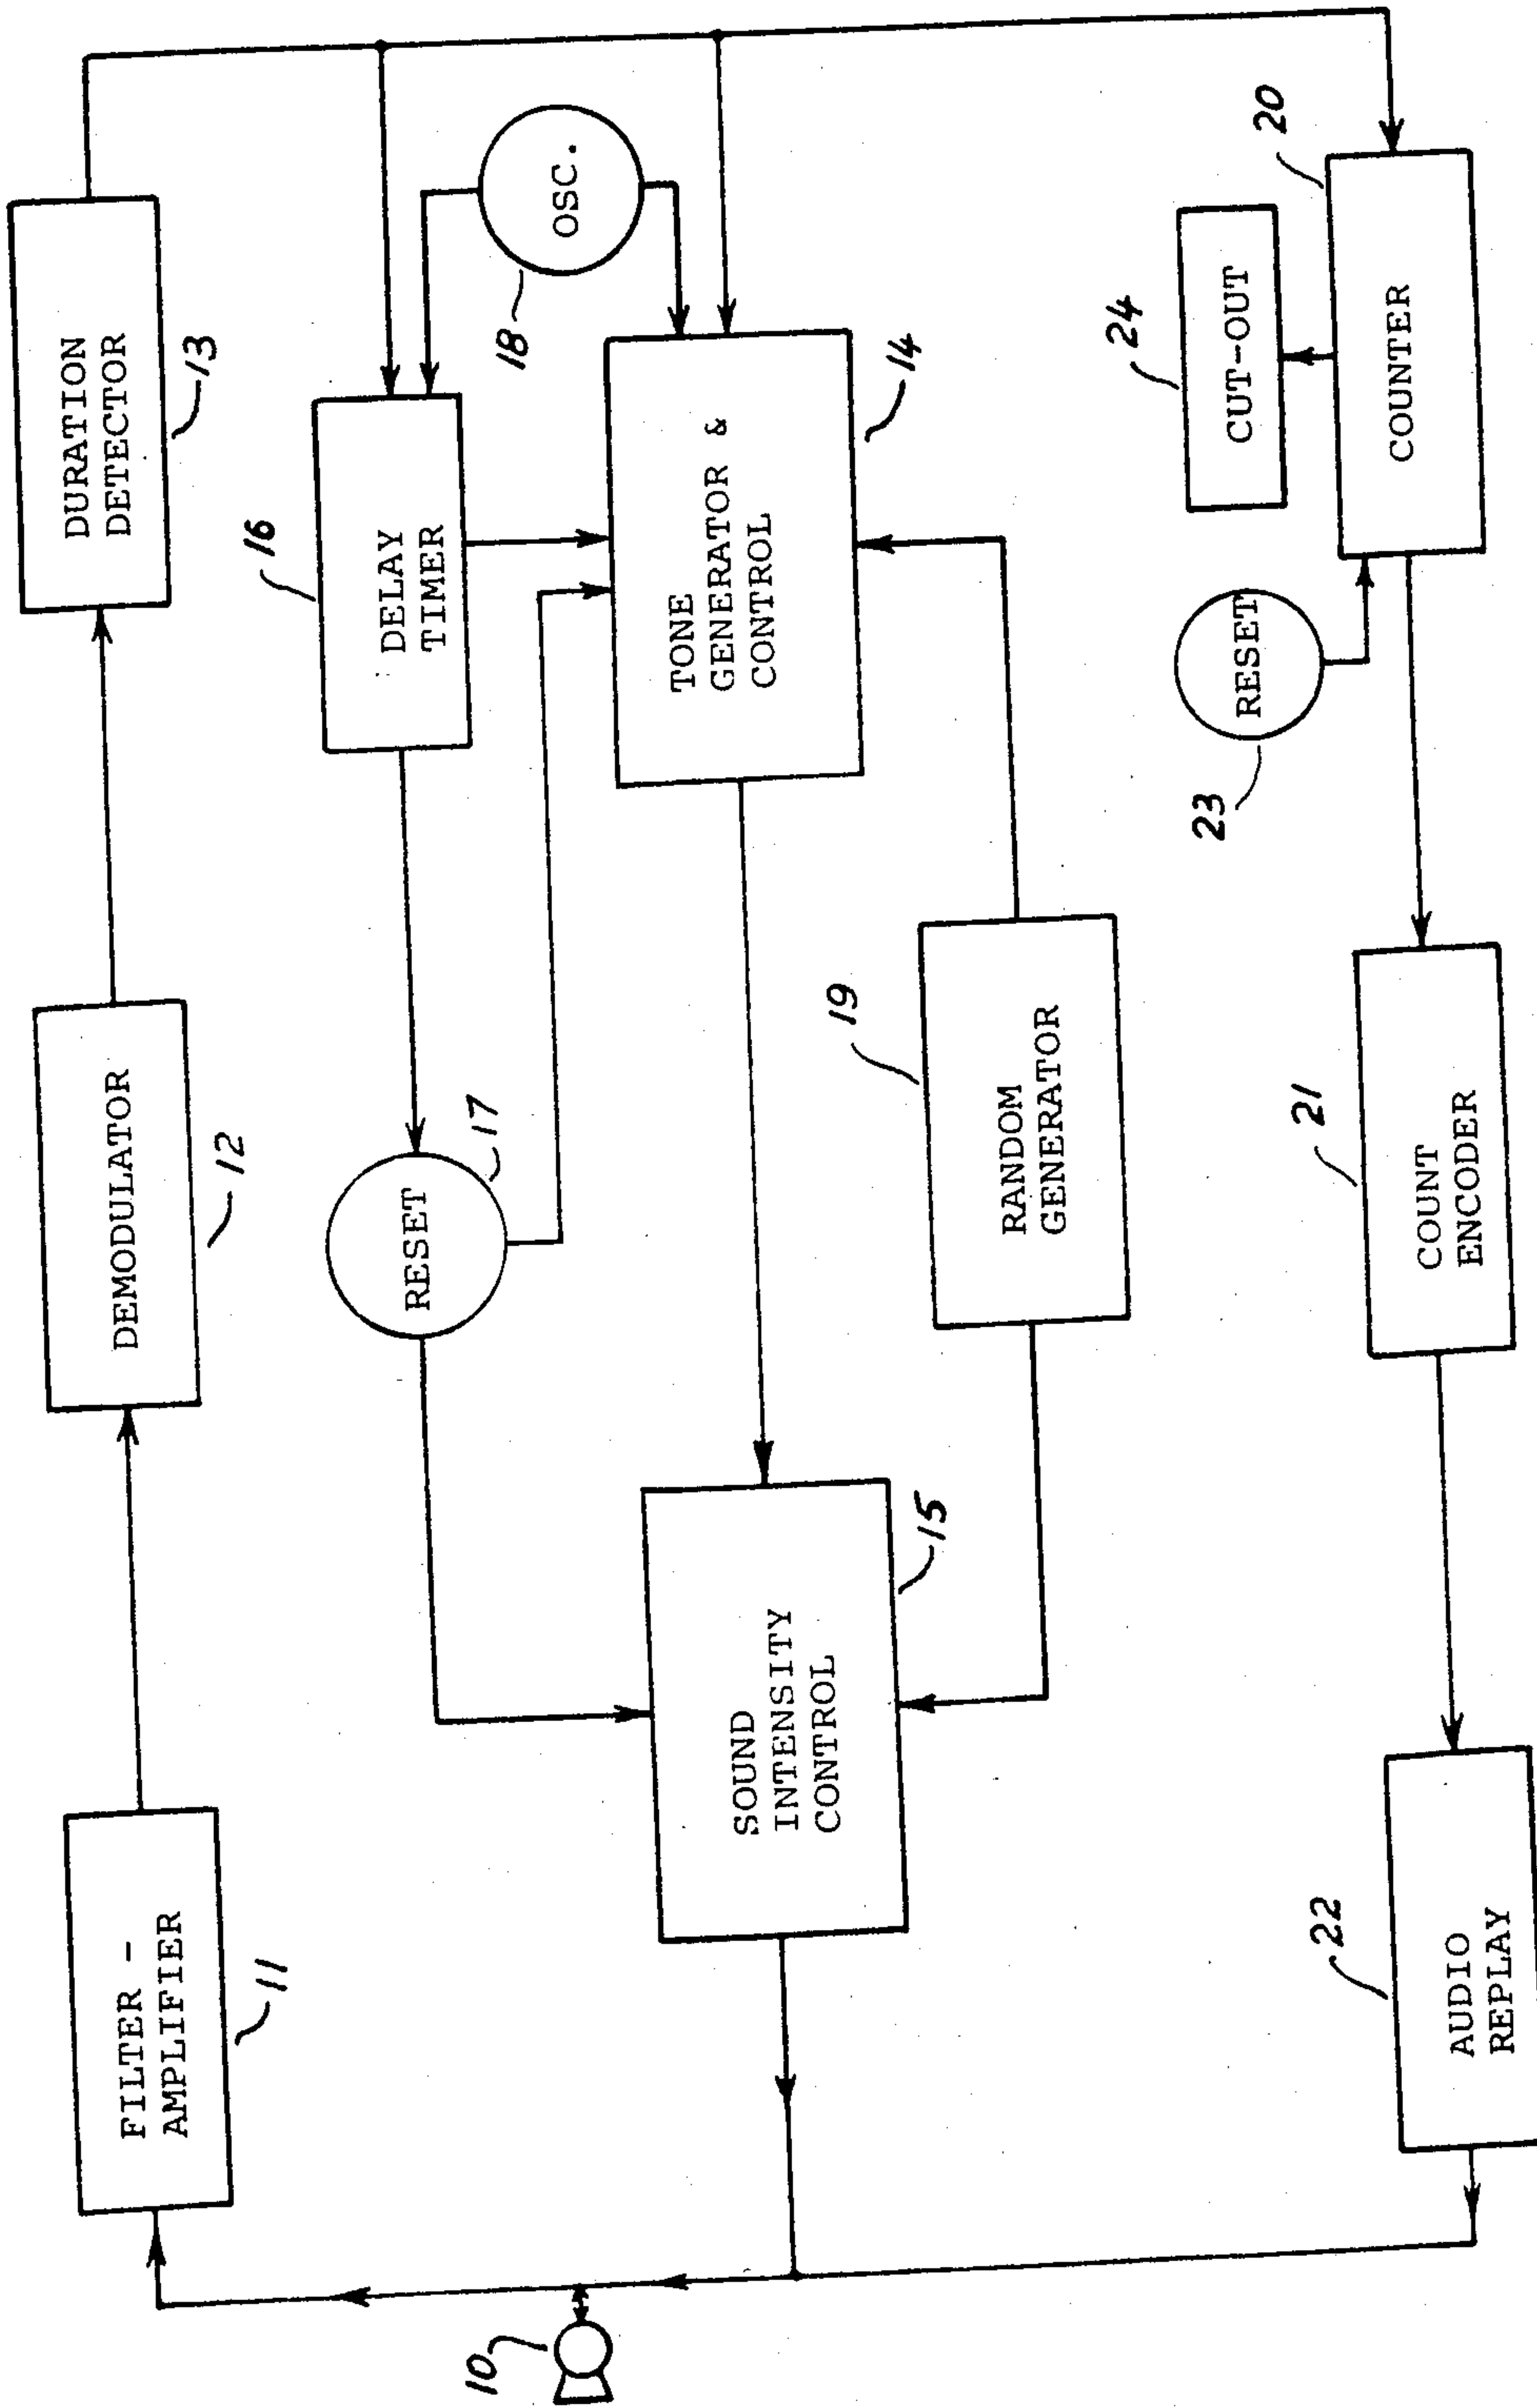 FILTER -
AMPLIFIER
11
DEMODULATOR
12
DURATION
DETECTOR
13
10
RESET
17
16
DELAY
TIMER
18
OSC.
SOUND
INTENSITY
CONTROL
15
TONE
GENERATOR &
CONTROL
14
19
RANDOM
GENERATOR
22
AUDIO
REPLAY
21
COUNT
ENCODER
23
RESET
24
CUT-OUT
20
COUNTER